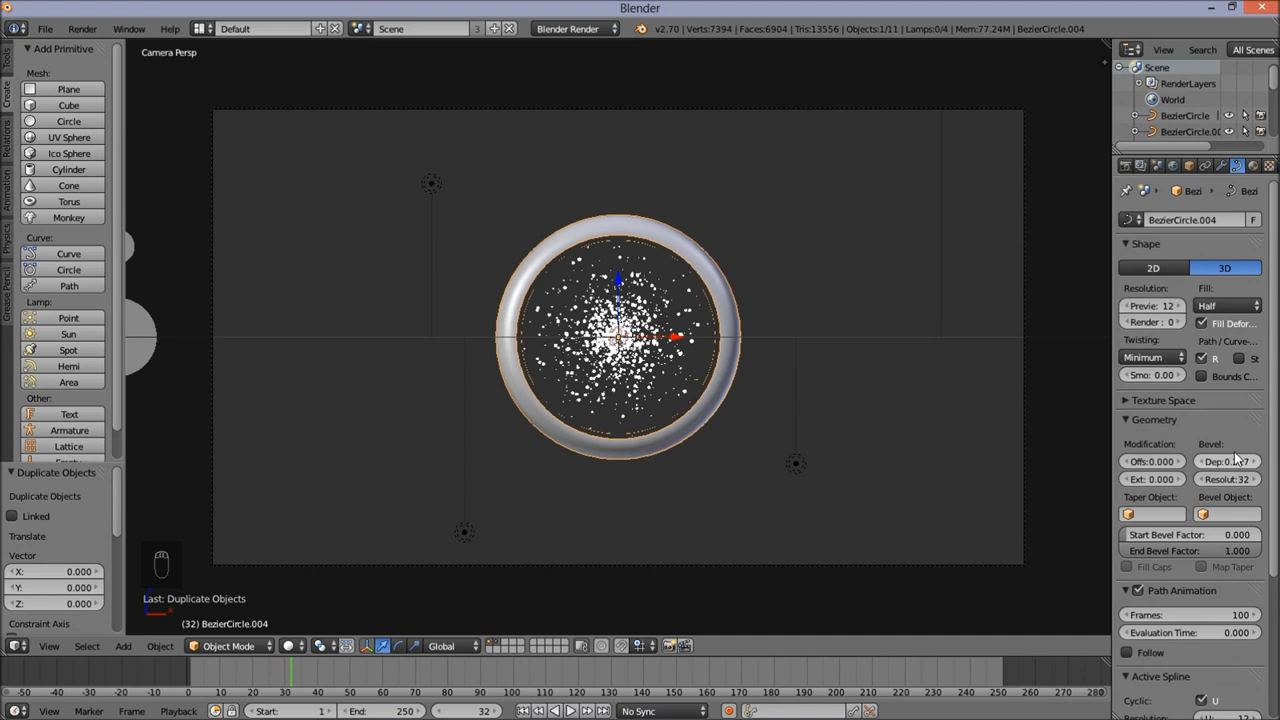 Blender
File Render Window Help Default Scene 3 Blender Render v2.70 | Verts:7394 | Faces:6904 | Tris:13556 | Objects:1/11 | Lamps:0/4 | Mem:77.24M | BezierCircle.004
Add Primitive
Mesh:
Plane
Cube
Circle
UV Sphere
Ico Sphere
Cylinder
Cone
Torus
Monkey
Curve:
Curve
Circle
Path
Lamp:
Point
Sun
Spot
Hemi
Area
Other:
Text
Armature
Lattice
Tools
Create
Relations
Animation
Physics
Grease Pencil
Duplicate Objects
Duplicate Objects
Linked
Translate
Vector
X: 0.000
Y: 0.000
Z: 0.000
Constraint Axis
Camera Persp
Last: Duplicate Objects
(32) BezierCircle.004
View Select Add Object Object Mode Global
-50 -40 -30 -20 -10 0 10 20 30 40 50 60 70 80 90 100 110 120 130 140 150 160 170 180 190 200 210 220 230 240 250 260 270 280
View Marker Frame Playback Start: 1 End: 250 32 No Sync
View Search All Scenes
Scene
RenderLayers
World
BezierCircle
BezierCircle.00
Bezi Bezi
BezierCircle.004 F
Shape
2D 3D
Resolution: Fill:
Previe: 12 Half
Render: 0 Fill Defor...
Twisting: Path / Curve-...
Minimum R St
Smo: 0.00 Bounds C...
Texture Space
Geometry
Modification: Bevel:
Offs:0.000
Ext: 0.000 Resolut:32
Taper Object: Bevel Object:
Start Bevel Factor: 0.000
End Bevel Factor: 1.000
Fill Caps Map Taper
Path Animation
Frames: 100
Evaluation Time: 0.000
Follow
Active Spline
Cyclic: U